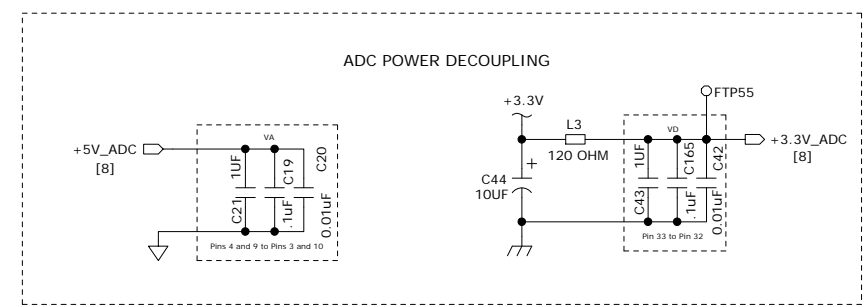 ADC POWER DECOUPLING
+5V_ADC
[8]
VA
1UF
C21
C19
.1uF
C20
0.01uF
Pins 4 and 9 to Pins 3 and 10
+3.3V
C44
10UF
+
L3
120 OHM
VD
1UF
C43
C165
.1uF
C42
0.01uF
Pin 33 to Pin 32
FTP55
+3.3V_ADC
[8]